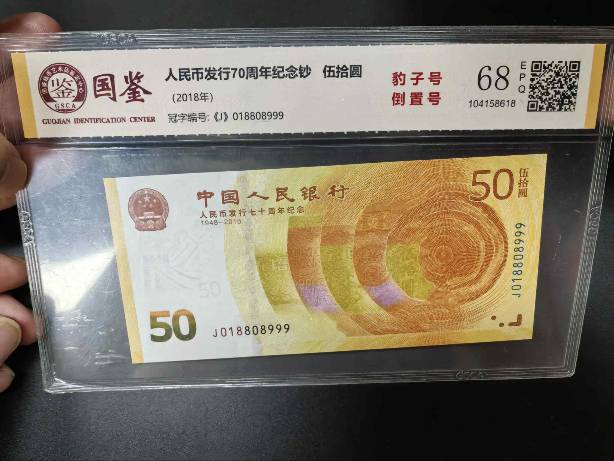 国鉴
GSCA
GUOJIAN IDENTIFICATION CENTER
人民币发行70周年纪念钞 伍拾圆
(2018年)
冠字编号:《J》018808999
豹子号
倒置号
68
EPQ
104158618
中国人民银行
人民币发行七十周年纪念
1948-2018
50
伍拾圆
J018808999
50
J018808999
50